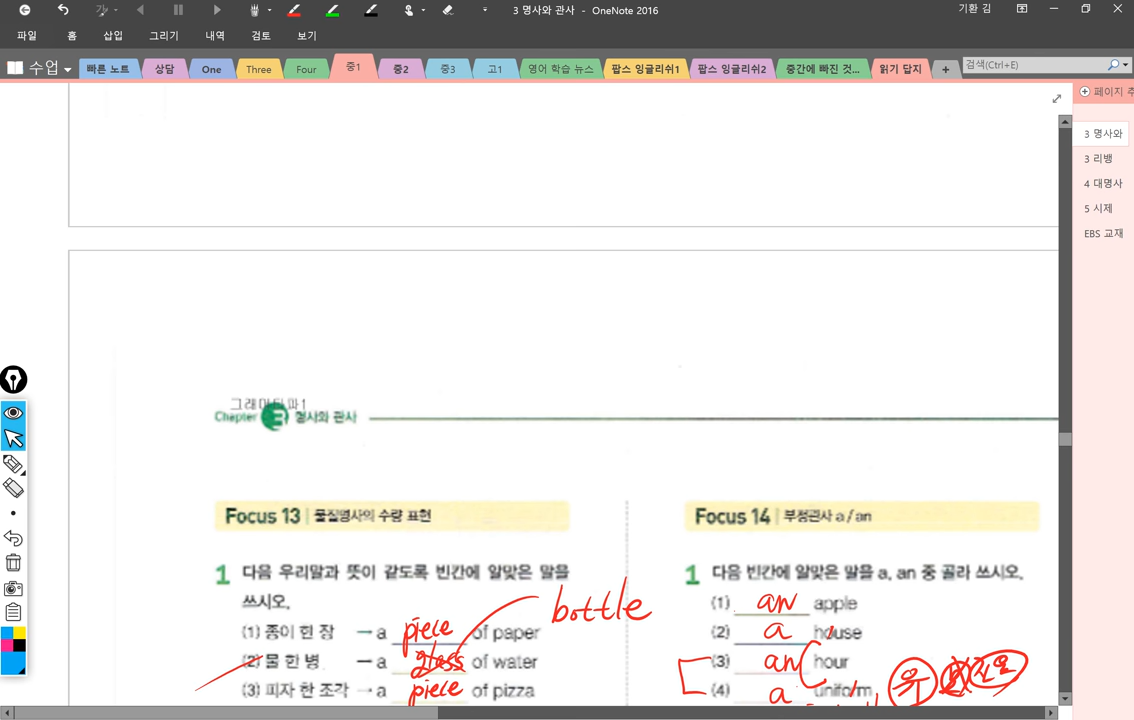 3 명사와 관사 - OneNote 2016
기환 김
파일 홈 삽입 그리기 내역 검토 보기
수업 빠른 노트 상담 One Three Four 중1 중2 중3 고1 영어 학습 뉴스 팝스 잉글리쉬1 팝스 잉글리쉬2 중간에 빠진 것... 읽기 답지 + 검색(Ctrl+E)
페이지 추
3 명사와
3 리뱅
4 대명사
5 시제
EBS 교재
Chapter 3 명사와 관사
Focus 13 | 물질명사의 수량 표현
1 다음 우리말과 뜻이 같도록 빈칸에 알맞은 말을
쓰시오.
bottle
(1) 종이 한 장 → a piece of paper
(2) 물 한 병 → a glass of water
(3) 피자 한 조각 → a piece of pizza
Focus 14 | 부정관사 a / an
1 다음 빈칸에 알맞은 말을 a, an 중 골라 쓰시오.
(1) an apple
(2) a house
(3) an hour
(4) a uniform